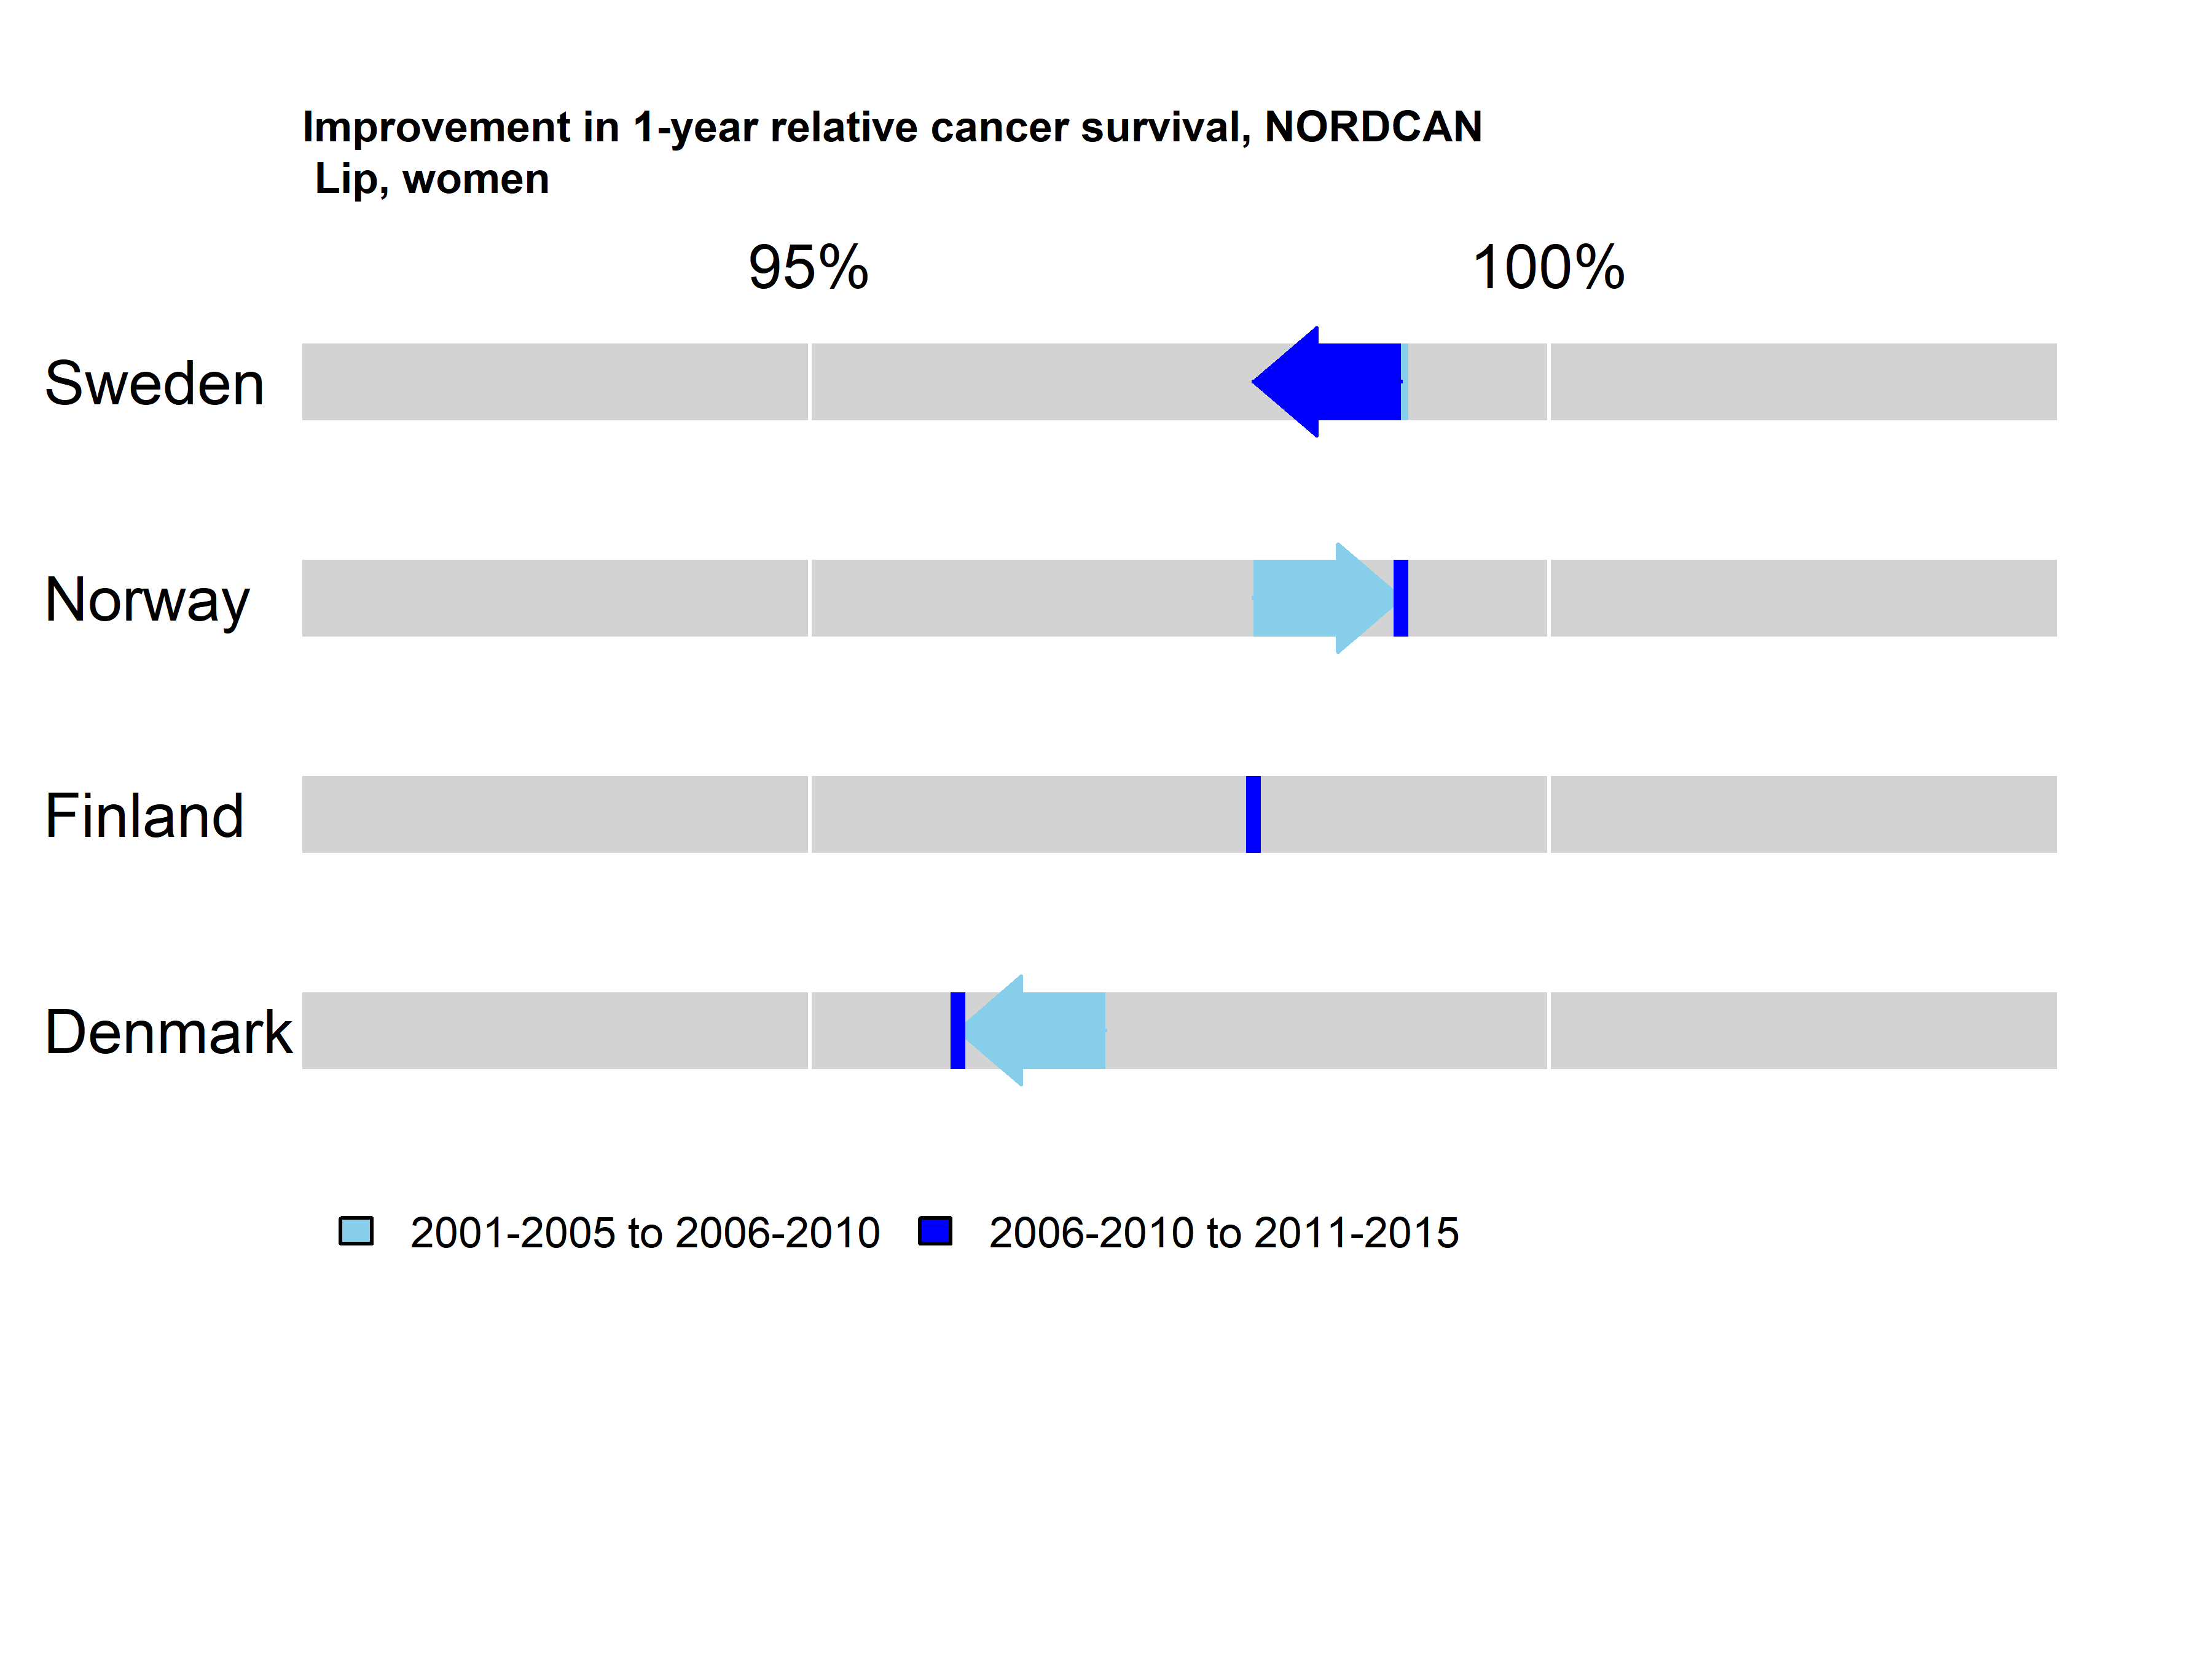 Improvement in 1-year relative cancer survival, NORDCAN
Lip, women
95% 100%
Sweden
Norway
Finland
Denmark
2001-2005 to 2006-2010 2006-2010 to 2011-2015